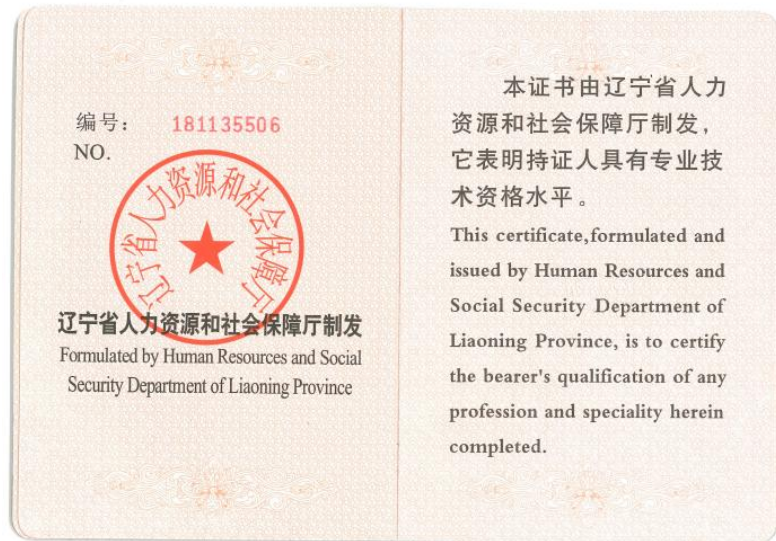 编号： 181135506
NO.
辽宁省人力资源和社会保障厅
辽宁省人力资源和社会保障厅制发
Formulated by Human Resources and Social
Security Department of Liaoning Province
本证书由辽宁省人力
资源和社会保障厅制发，
它表明持证人具有专业技
术资格水平。
This certificate,formulated and
issued by Human Resources and
Social Security Department of
Liaoning Province, is to certify
the bearer's qualification of any
profession and speciality herein
completed.